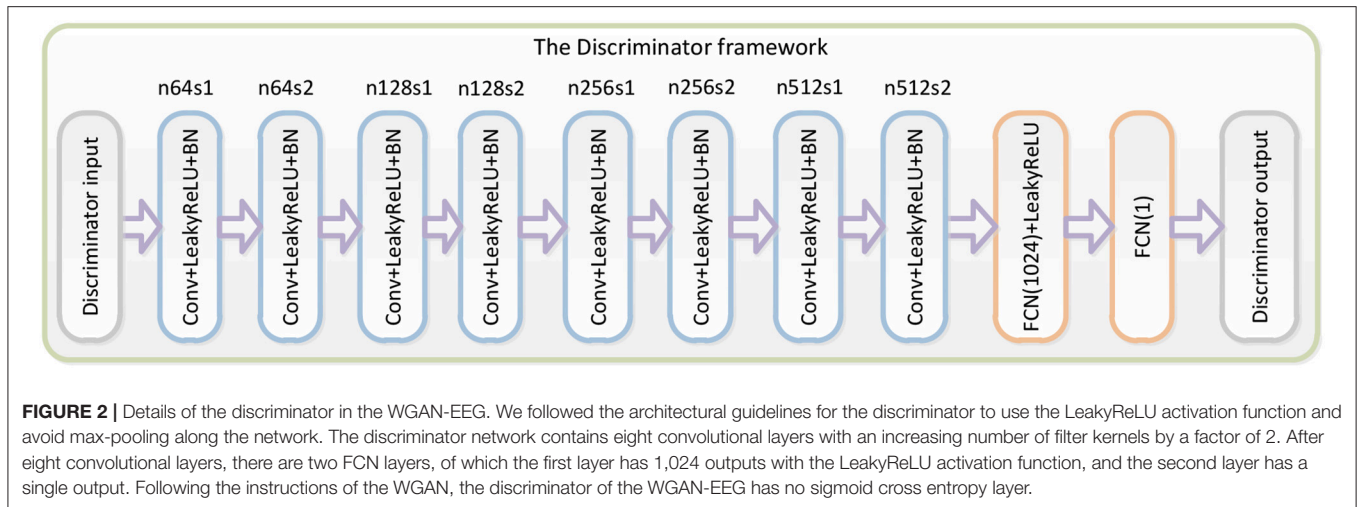 The Discriminator framework
n64s1 n64s2 n128s1 n128s2 n256s1 n256s2 n512s1 n512s2
Discriminator input
Conv+LeakyReLU+BN
Conv+LeakyReLU+BN
Conv+LeakyReLU+BN
Conv+LeakyReLU+BN
Conv+LeakyReLU+BN
Conv+LeakyReLU+BN
Conv+LeakyReLU+BN
Conv+LeakyReLU+BN
FCN(1024)+LeakyReLU
FCN(1)
Discriminator output
FIGURE 2 | Details of the discriminator in the WGAN-EEG. We followed the architectural guidelines for the discriminator to use the LeakyReLU activation function and
avoid max-pooling along the network. The discriminator network contains eight convolutional layers with an increasing number of filter kernels by a factor of 2. After
eight convolutional layers, there are two FCN layers, of which the first layer has 1,024 outputs with the LeakyReLU activation function, and the second layer has a
single output. Following the instructions of the WGAN, the discriminator of the WGAN-EEG has no sigmoid cross entropy layer.